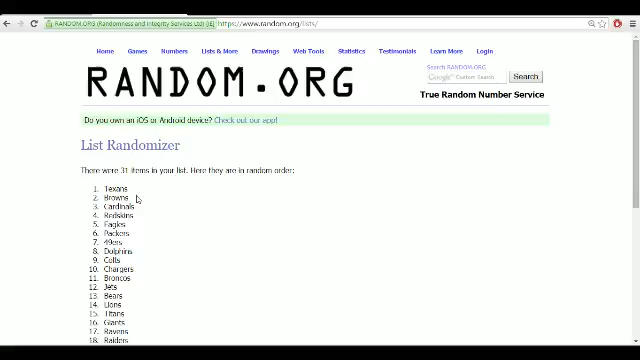 RANDOM.ORG (Randomness and Integrity Services Ltd) [IE] https://www.random.org/lists/
Home Games Numbers Lists & More Drawings Web Tools Statistics Testimonials Learn More Login
RANDOM.ORG
Search RANDOM.ORG
Google Custom Search Search
True Random Number Service
Do you own an iOS or Android device? Check out our app!
List Randomizer
There were 31 items in your list. Here they are in random order:
1. Texans
2. Browns
3. Cardinals
4. Redskins
5. Eagles
6. Packers
7. 49ers
8. Dolphins
9. Colts
10. Chargers
11. Broncos
12. Jets
13. Bears
14. Lions
15. Titans
16. Giants
17. Ravens
18. Raiders